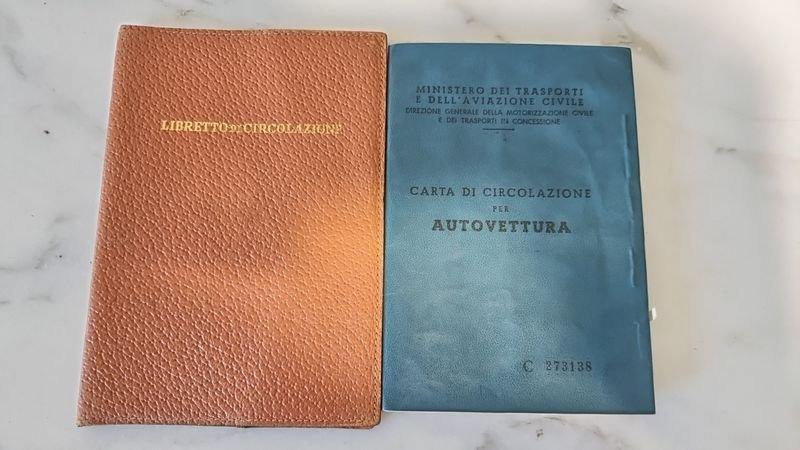 LIBRETTO DI CIRCOLAZIONE
MINISTERO DEI TRASPORTI
E DELL'AVIAZIONE CIVILE
DIREZIONE GENERALE DELLA MOTORIZZAZIONE CIVILE
E DEI TRASPORTI IN CONCESSIONE
CARTA DI CIRCOLAZIONE
PER
AUTOVETTURA
C 273138